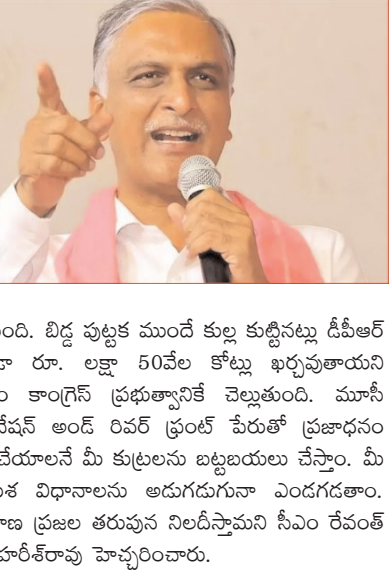 ుంది. బిడ్డ పుట్టక ముందే కుల్ల కుట్టినట్లు డీపీఆర్
డా రూ. లక్షా 50వేల కోట్లు ఖర్చవుతాయని
ం కాంగ్రెస్ ప్రభుత్వానికే చెల్లుతుంది. మూసీ
నేషన్ అండ్ రివర్ ఫ్రంట్ పేరుతో ప్రజాధనం
చేయాలనే మీ కుట్రలను బట్టబయలు చేస్తాం. మీ
ుశ విధానాలను అడుగడుగునా ఎండగడతాం.
ాణ ప్రజల తరుపున నిలదీస్తామని సీఎం రేవంత్
హరీశ్‌రావు హెచ్చరించారు.